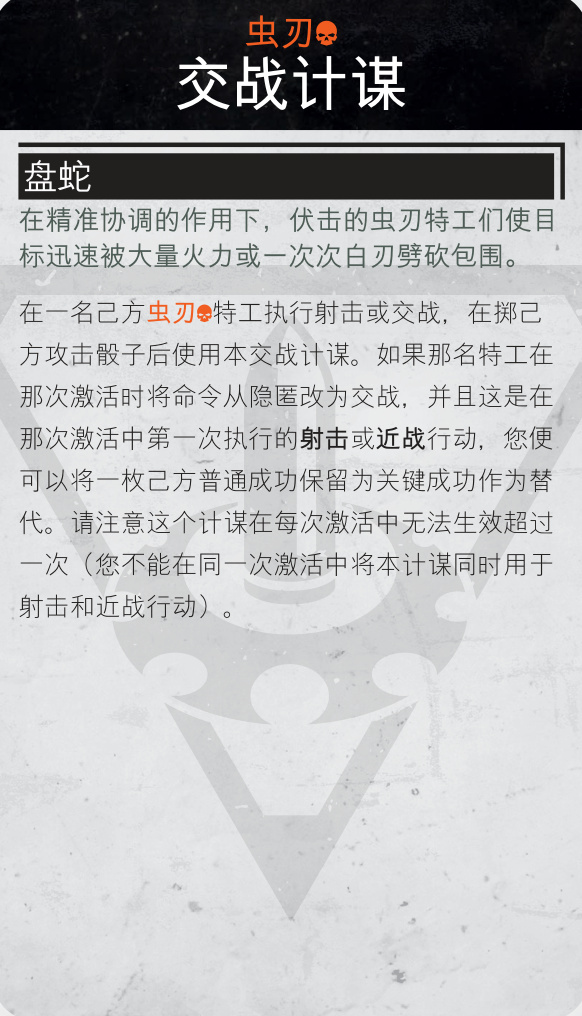 虫刃
交战计谋
盘蛇
在精准协调的作用下，伏击的虫刃特工们使目
标迅速被大量火力或一次次白刃劈砍包围。
在一名己方虫刃特工执行射击或交战，在掷己
方攻击骰子后使用本交战计谋。如果那名特工在
那次激活时将命令从隐匿改为交战，并且这是在
那次激活中第一次执行的射击或近战行动，您便
可以将一枚己方普通成功保留为关键成功作为替
代。请注意这个计谋在每次激活中无法生效超过
一次（您不能在同一次激活中将本计谋同时用于
射击和近战行动）。